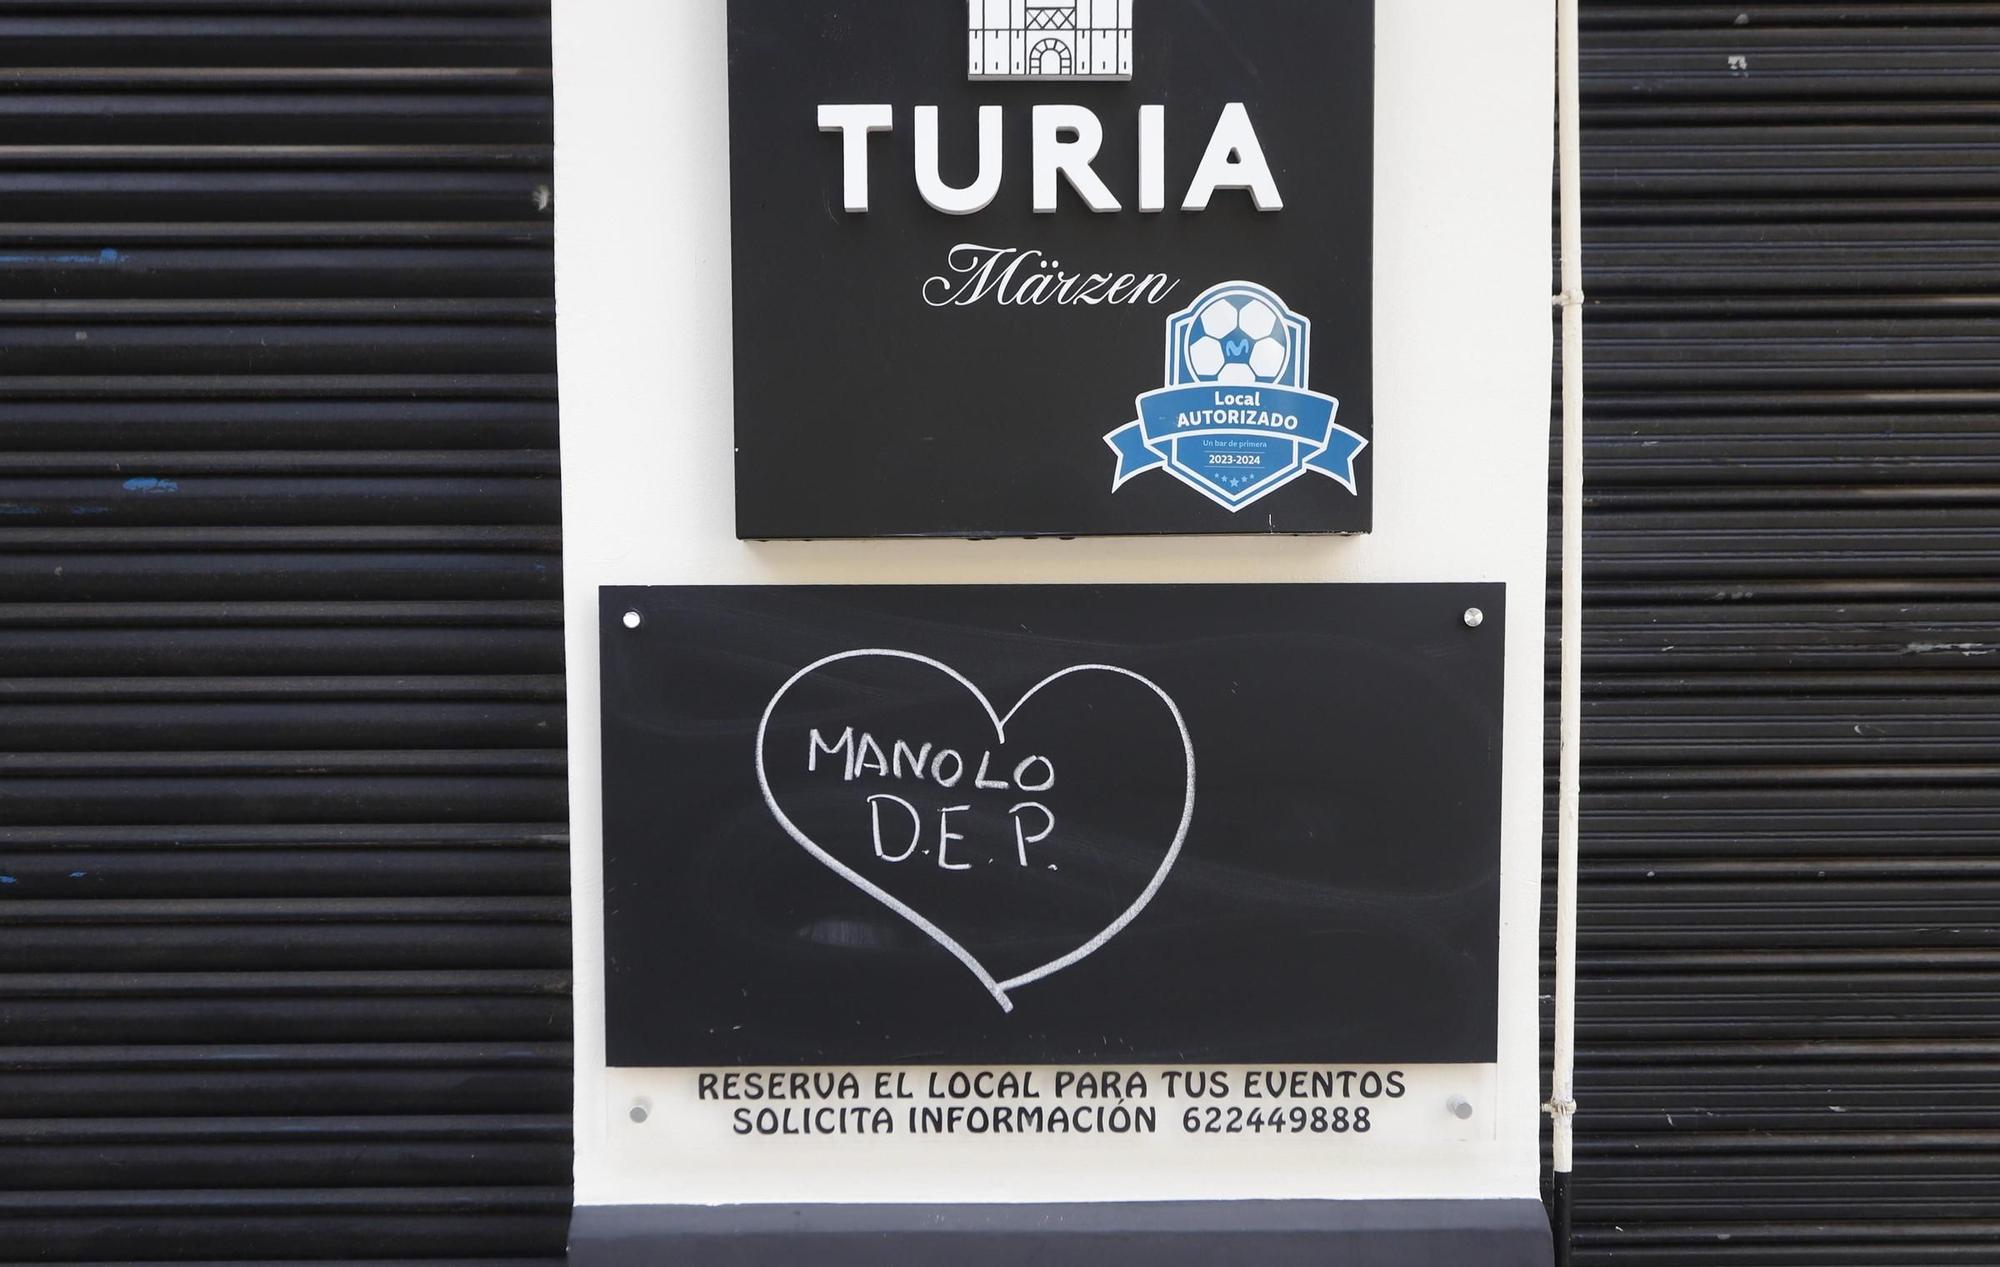 TURIA
Märzen
Local
AUTORIZADO
Un bar de primera
2023-2024
MANOLO
D.E.P.
RESERVA EL LOCAL PARA TUS EVENTOS
SOLICITA INFORMACIÓN 622449888